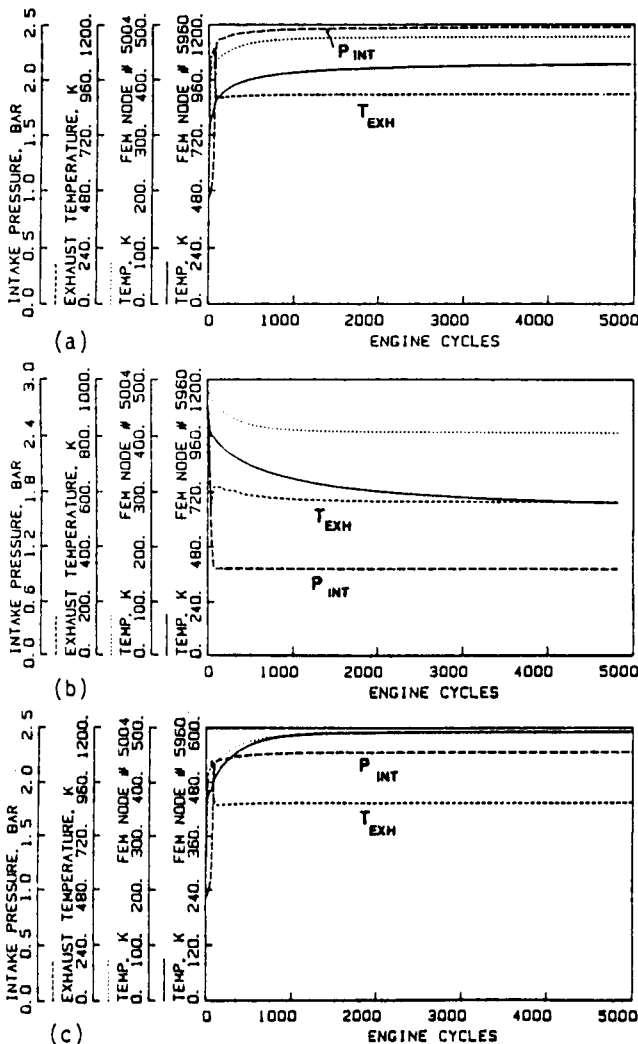 INTAKE PRESSURE, BAR
0.0 0.5 1.0 1.5 2.0 2.5
EXHAUST TEMPERATURE, K
0. 240. 480. 720. 960. 1200.
TEMP, K FEM NODE # 5004
0. 100. 200. 300. 400. 500.
TEMP, K FEM NODE # 5960
0. 240. 480. 720. 960. 1200.
P INT
T EXH
0 1000 2000 3000 4000 5000
ENGINE CYCLES
(a)
INTAKE PRESSURE, BAR
0.0 0.6 1.2 1.8 2.4 3.0
EXHAUST TEMPERATURE, K
0. 200. 400. 600. 800. 1000.
TEMP, K FEM NODE # 5004
0. 100. 200. 300. 400. 500.
TEMP, K FEM NODE # 5960
0. 240. 480. 720. 960. 1200.
T EXH
P INT
0 1000 2000 3000 4000 5000
ENGINE CYCLES
(b)
INTAKE PRESSURE, BAR
0.0 0.5 1.0 1.5 2.0 2.5
EXHAUST TEMPERATURE, K
0. 240. 480. 720. 960. 1200.
TEMP, K FEM NODE # 5004
0. 100. 200. 300. 400. 500.
TEMP, K FEM NODE # 5960
0. 120. 240. 360. 480. 600.
P INT
T EXH
0 1000 2000 3000 4000 5000
ENGINE CYCLES
(c)